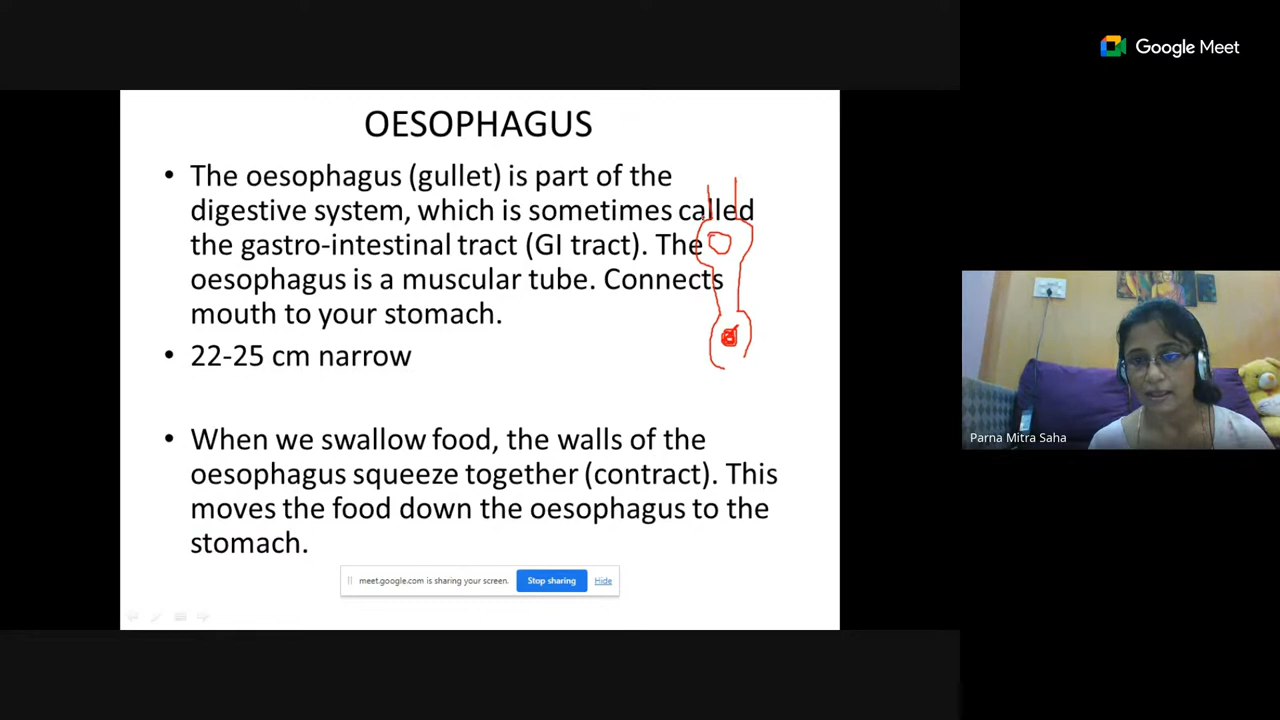 Google Meet
OESOPHAGUS
• The oesophagus (gullet) is part of the
digestive system, which is sometimes called
the gastro-intestinal tract (GI tract). The
oesophagus is a muscular tube. Connects
mouth to your stomach.
• 22-25 cm narrow
• When we swallow food, the walls of the
oesophagus squeeze together (contract). This
moves the food down the oesophagus to the
stomach.
meet.google.com is sharing your screen.
Stop sharing
Hide
Parna Mitra Saha